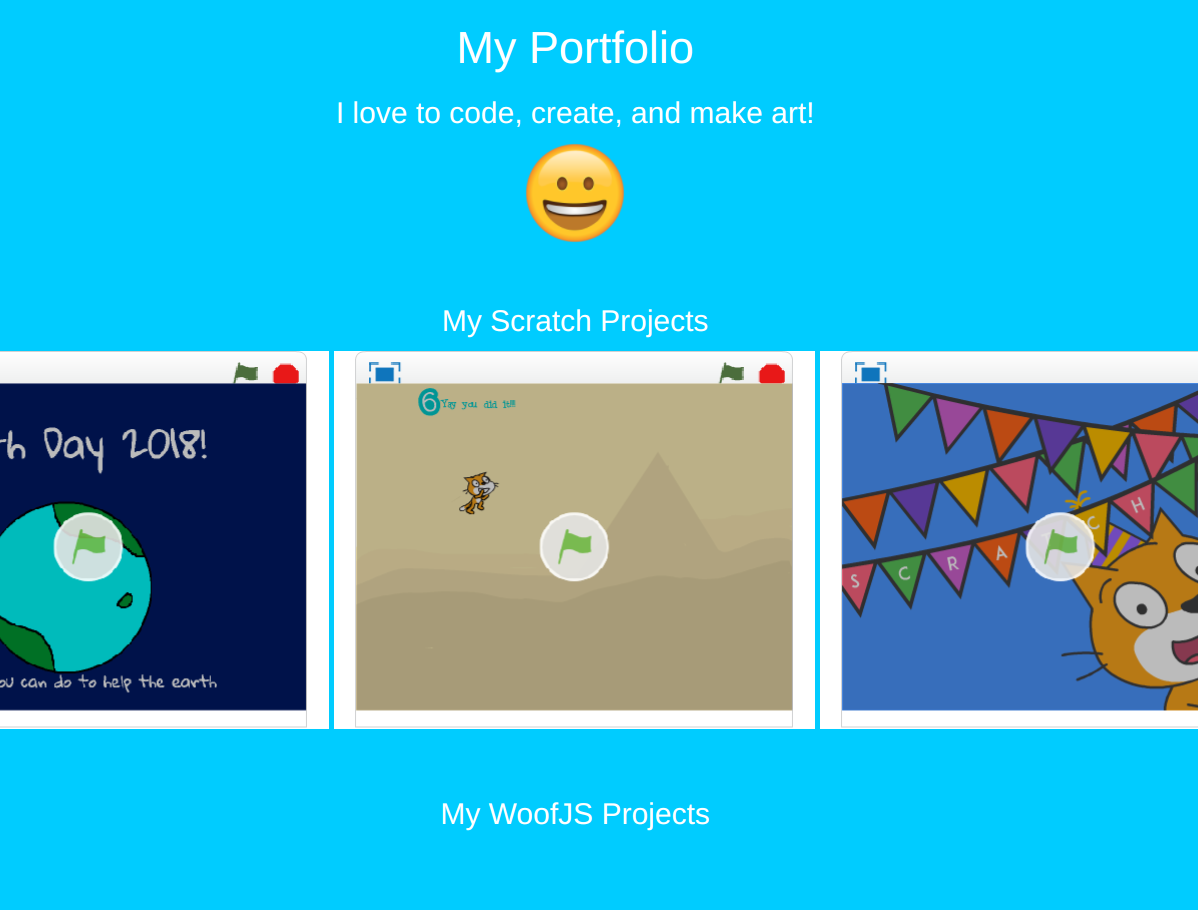 My Portfolio
I love to code, create, and make art!
My Scratch Projects
th Day 2018!
you can do to help the earth
6
Yay you did it!!!
S C R A T C H
My WoofJS Projects